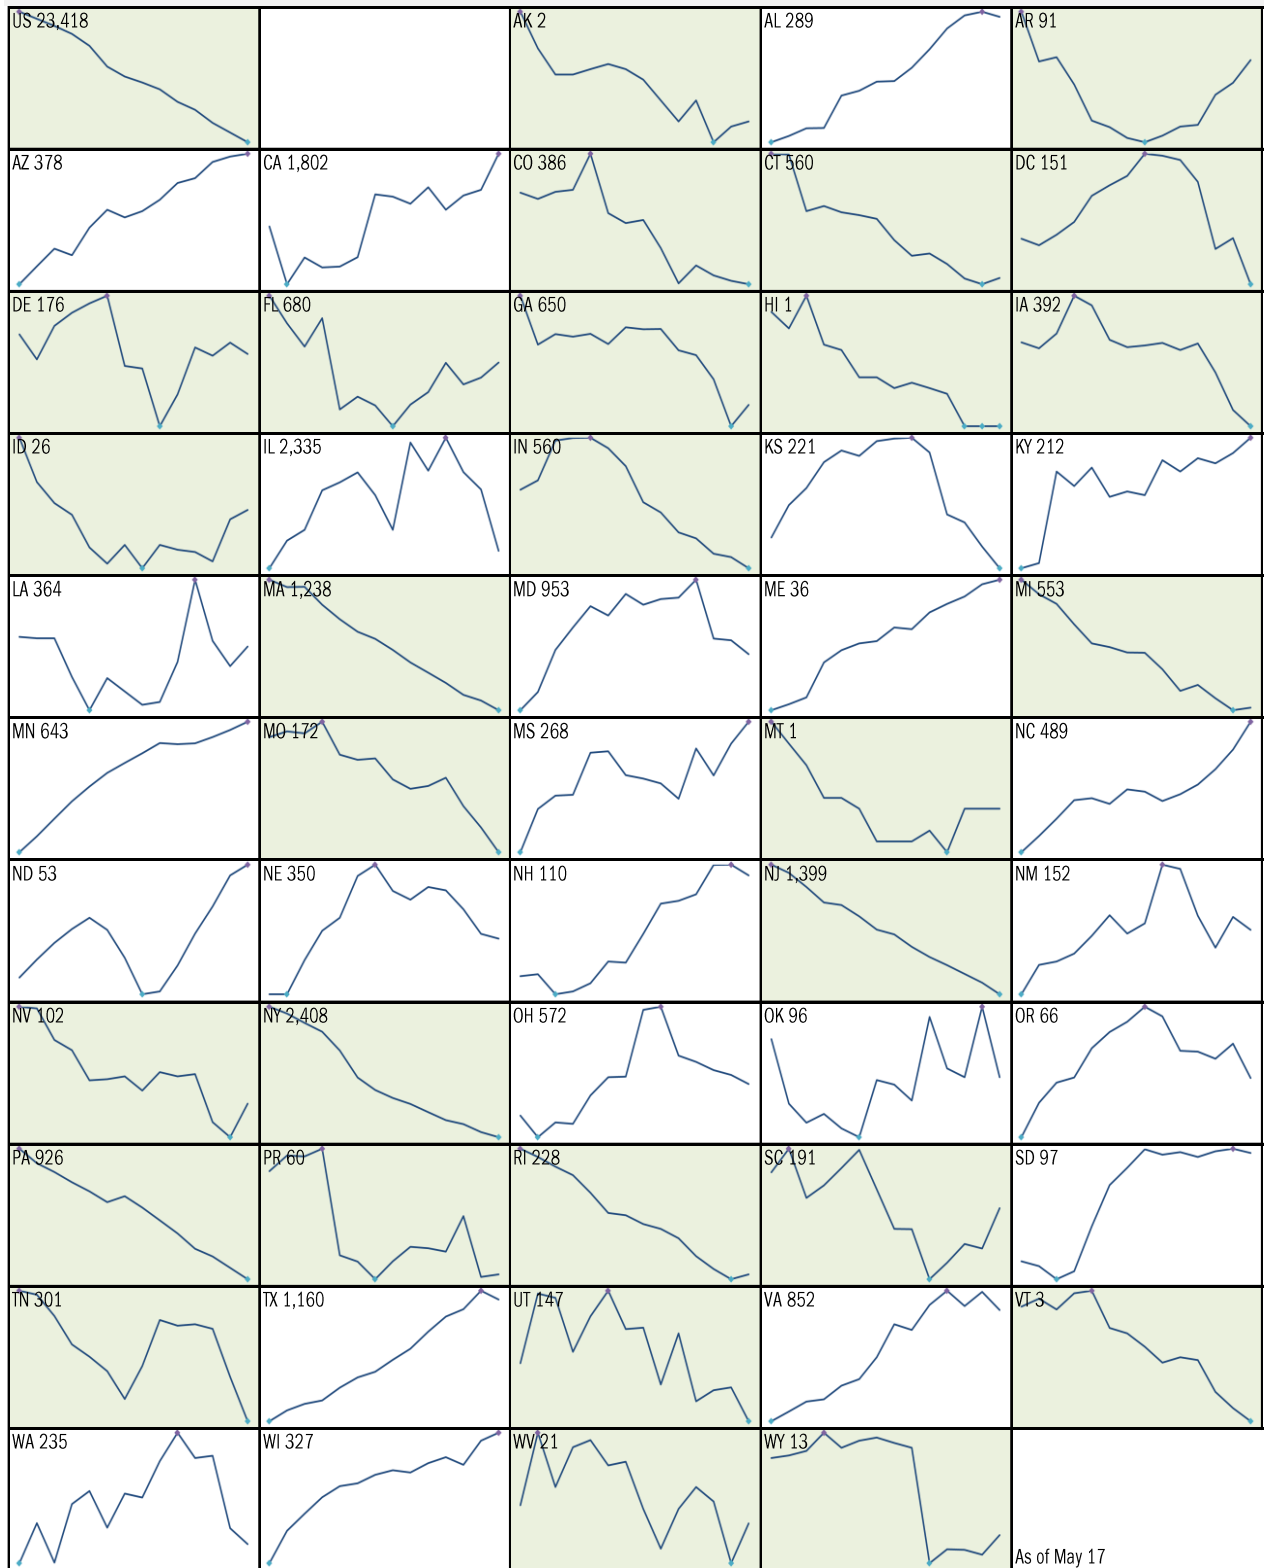 US 23,418
AK 2
AL 289
AR 91
AZ 378
CA 1,802
CO 386
CT 560
DC 151
DE 176
FL 680
GA 650
HI 1
IA 392
ID 26
IL 2,335
IN 560
KS 221
KY 212
LA 364
MA 1,238
MD 953
ME 36
MI 553
MN 643
MO 172
MS 268
MT 1
NC 489
ND 53
NE 350
NH 110
NJ 1,399
NM 152
NV 102
NY 2,408
OH 572
OK 96
OR 66
PA 926
PR 60
RI 228
SC 191
SD 97
TN 301
TX 1,160
UT 147
VA 852
VT 3
WA 235
WI 327
WV 21
WY 13
As of May 17